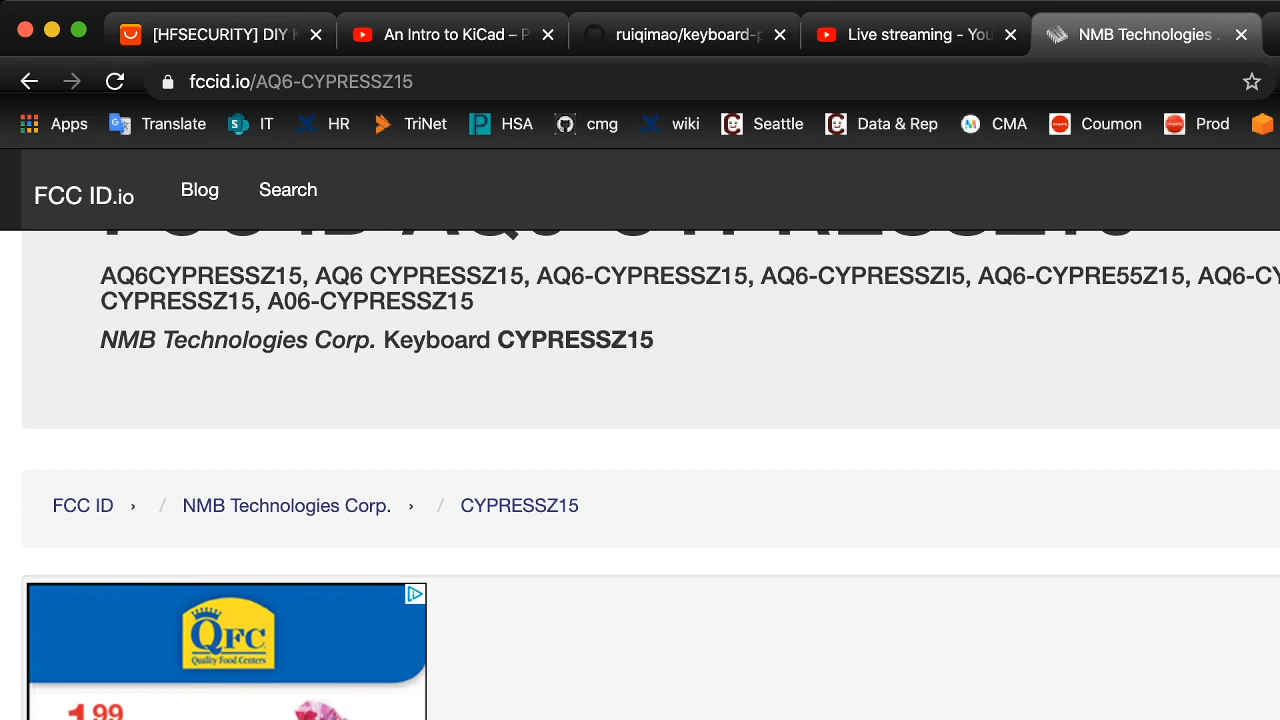 [HFSECURITY] DIY
An Intro to KiCad –
ruiqimao/keyboard-p
Live streaming - You
NMB Technologies
fccid.io/AQ6-CYPRESSZ15
Apps Translate IT HR TriNet HSA cmg wiki Seattle Data & Rep CMA Coumon Prod
FCC ID.io Blog Search
AQ6CYPRESSZ15, AQ6 CYPRESSZ15, AQ6-CYPRESSZ15, AQ6-CYPRESSZI5, AQ6-CYPRE55Z15, AQ6-CY
CYPRESSZ15, A06-CYPRESSZ15
NMB Technologies Corp. Keyboard CYPRESSZ15
FCC ID › / NMB Technologies Corp. › / CYPRESSZ15
QFC
Quality Food Centers
1.99